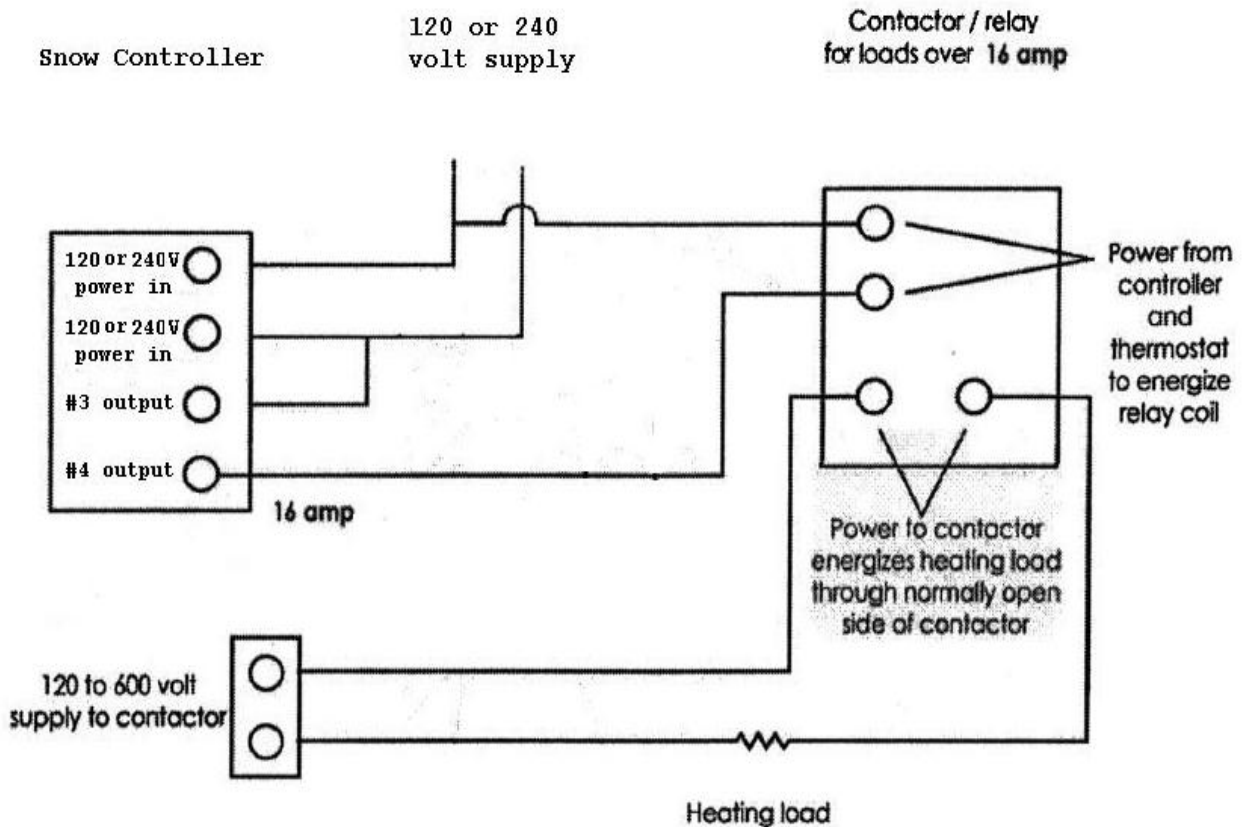 Snow Controller
120 or 240
volt supply
Contactor / relay
for loads over 16 amp
120 or 240V
power in
120 or 240V
power in
#3 output
#4 output
16 amp
Power from
controller
and
thermostat
to energize
relay coil
Power to contactor
energizes heating load
through normally open
side of contactor
120 to 600 volt
supply to contactor
Heating load